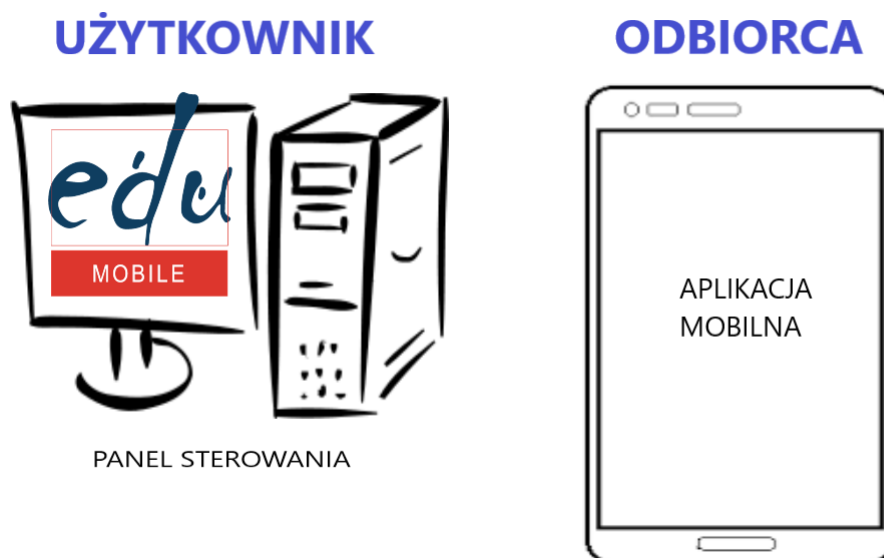 UŻYTKOWNIK
ODBIORCA
edu
MOBILE
APLIKACJA
MOBILNA
PANEL STEROWANIA